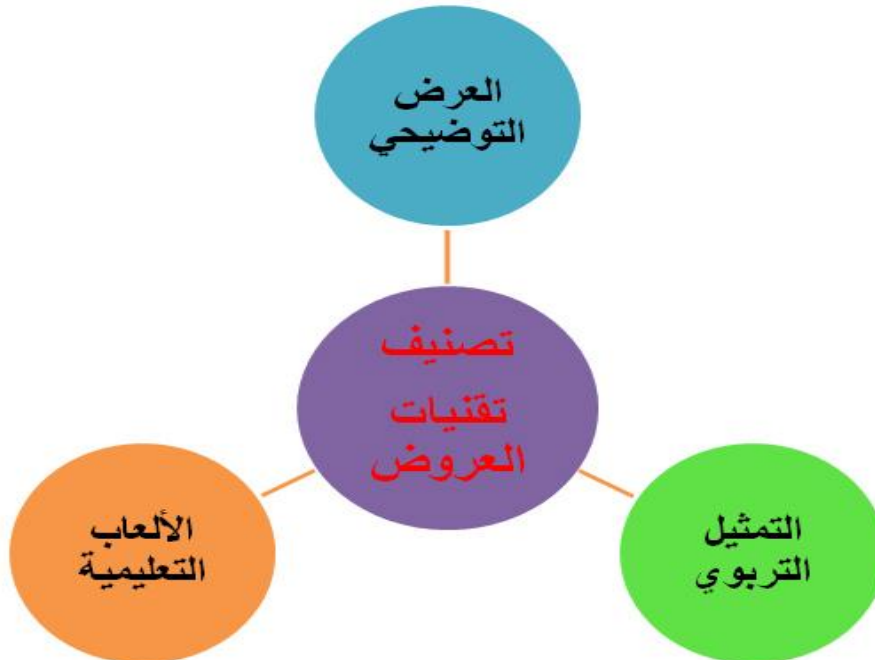 العرض
التوضيحي
تصنيف
تقنيات
العروض
التمثيل
التربوي
الألعاب
التعليمية